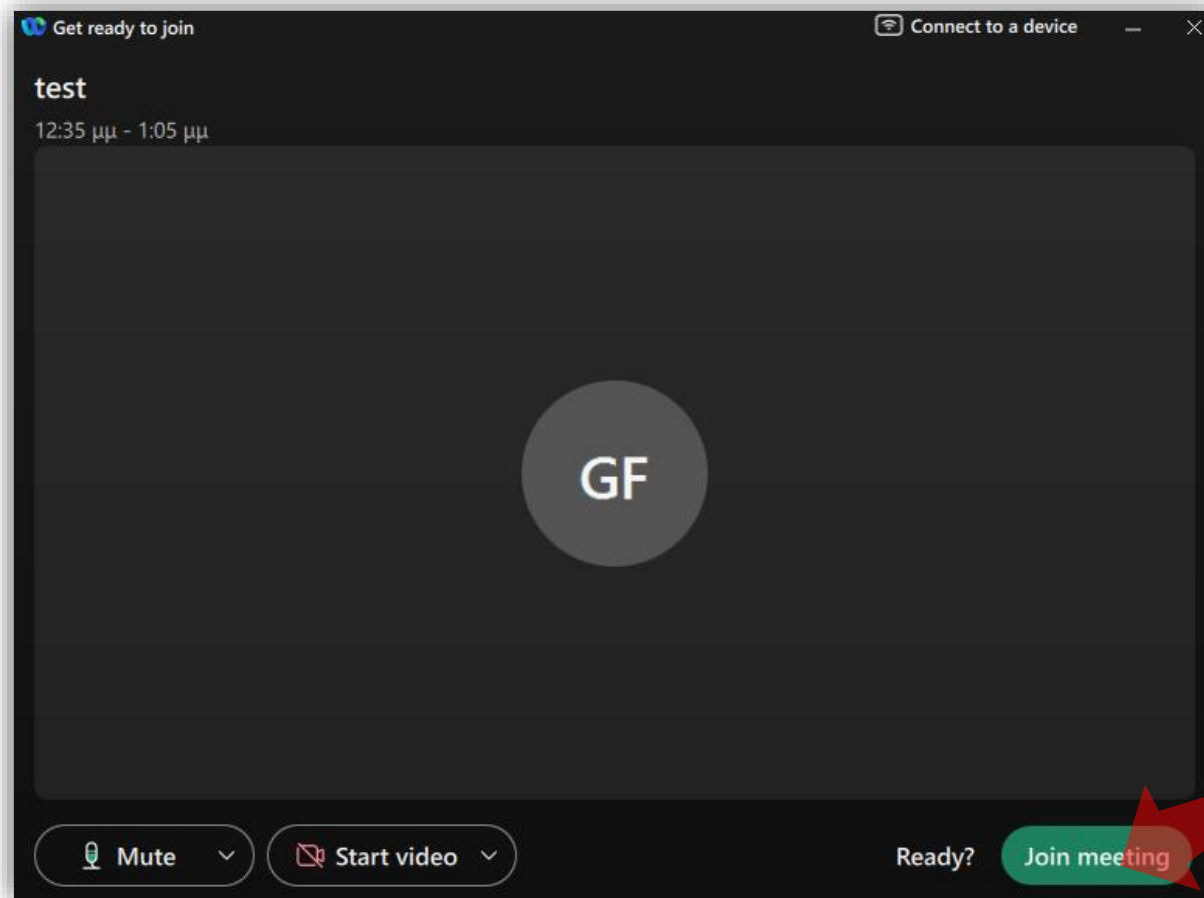 Get ready to join
Connect to a device
test
12:35 μμ - 1:05 μμ
GF
Mute
Start video
Ready?
Join meeting